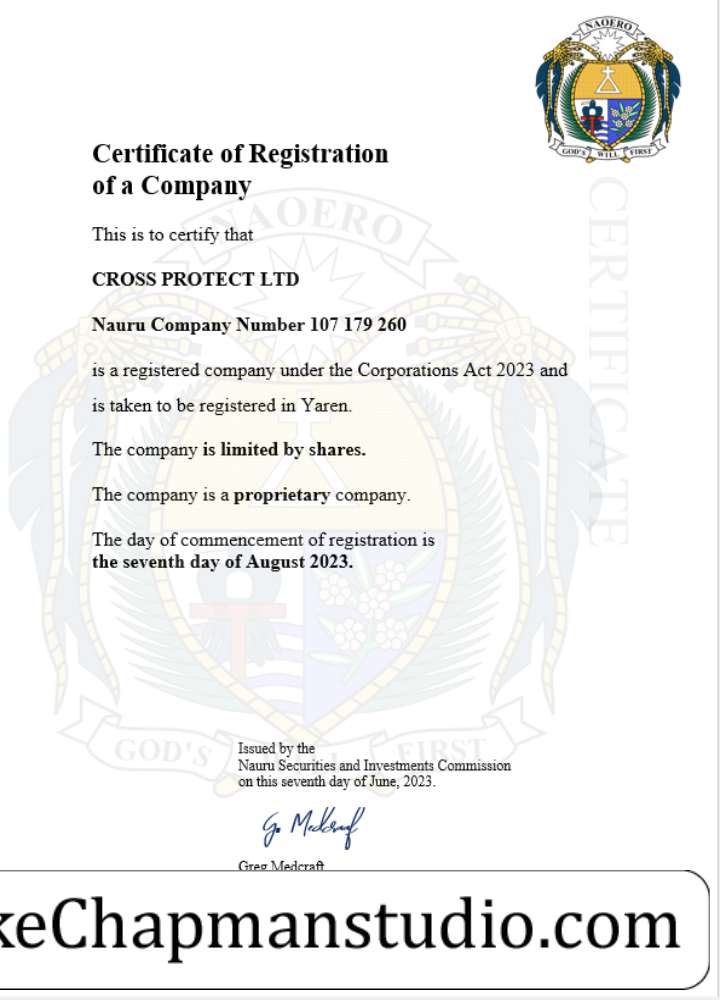 NAOERO
GOD'S WILL FIRST
Certificate of Registration
of a Company
NAOERO
CERTIFICATE
This is to certify that
CROSS PROTECT LTD
Nauru Company Number 107 179 260
is a registered company under the Corporations Act 2023 and
is taken to be registered in Yaren.
The company is limited by shares.
The company is a proprietary company.
The day of commencement of registration is
the seventh day of August 2023.
GOD'S FIRST
Issued by the
Nauru Securities and Investments Commission
on this seventh day of June, 2023.
G. Medcraft
Greg Medcraft
keChapmanstudio.com